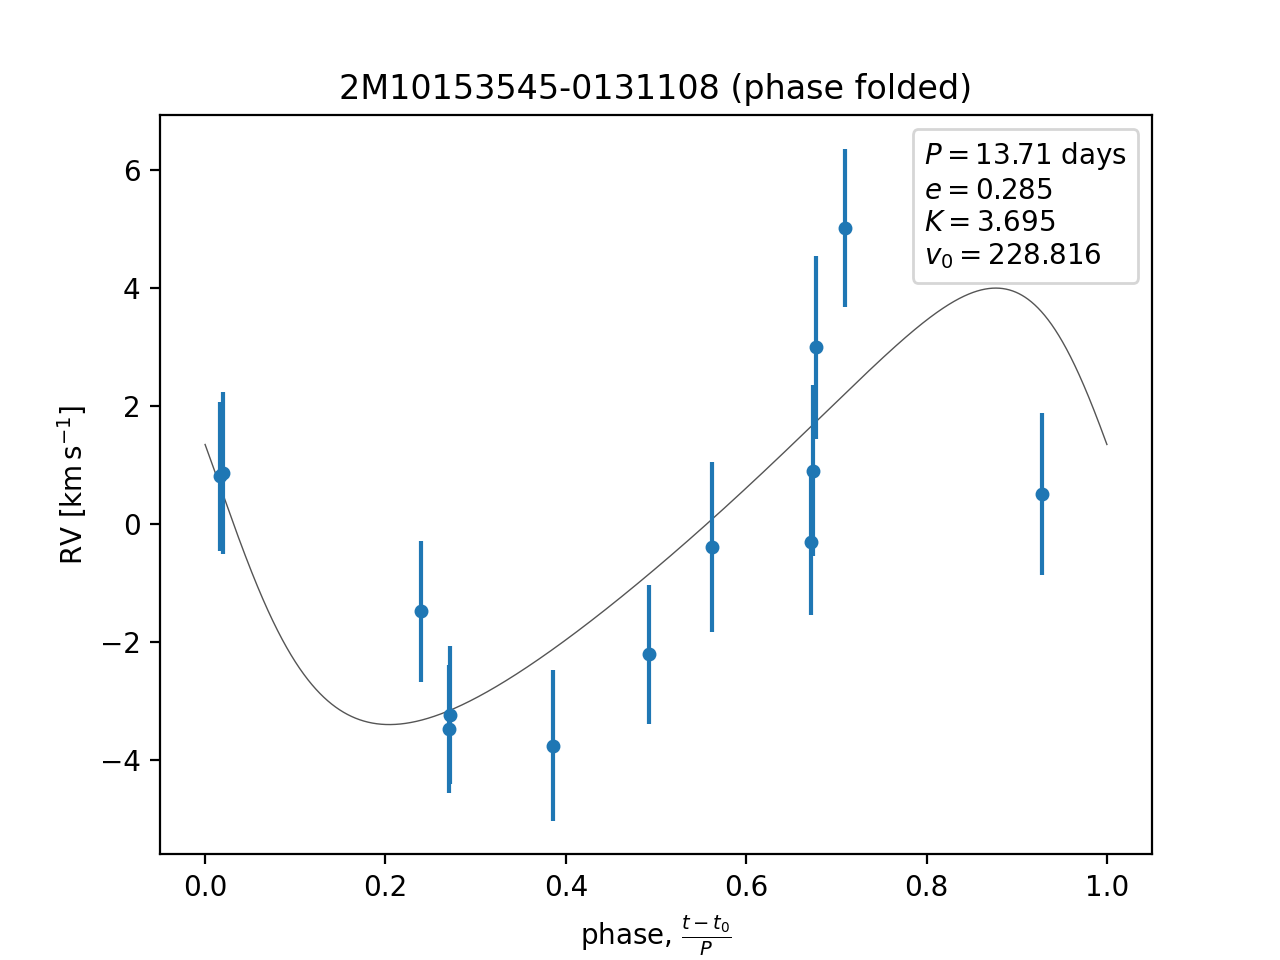 2M10153545-0131108 (phase folded)
P = 13.71 days
e = 0.285
K = 3.695
v₀ = 228.816
6
4
2
0
−2
−4
RV [km s⁻¹]
0.0 0.2 0.4 0.6 0.8 1.0
phase, (t − t₀)/P